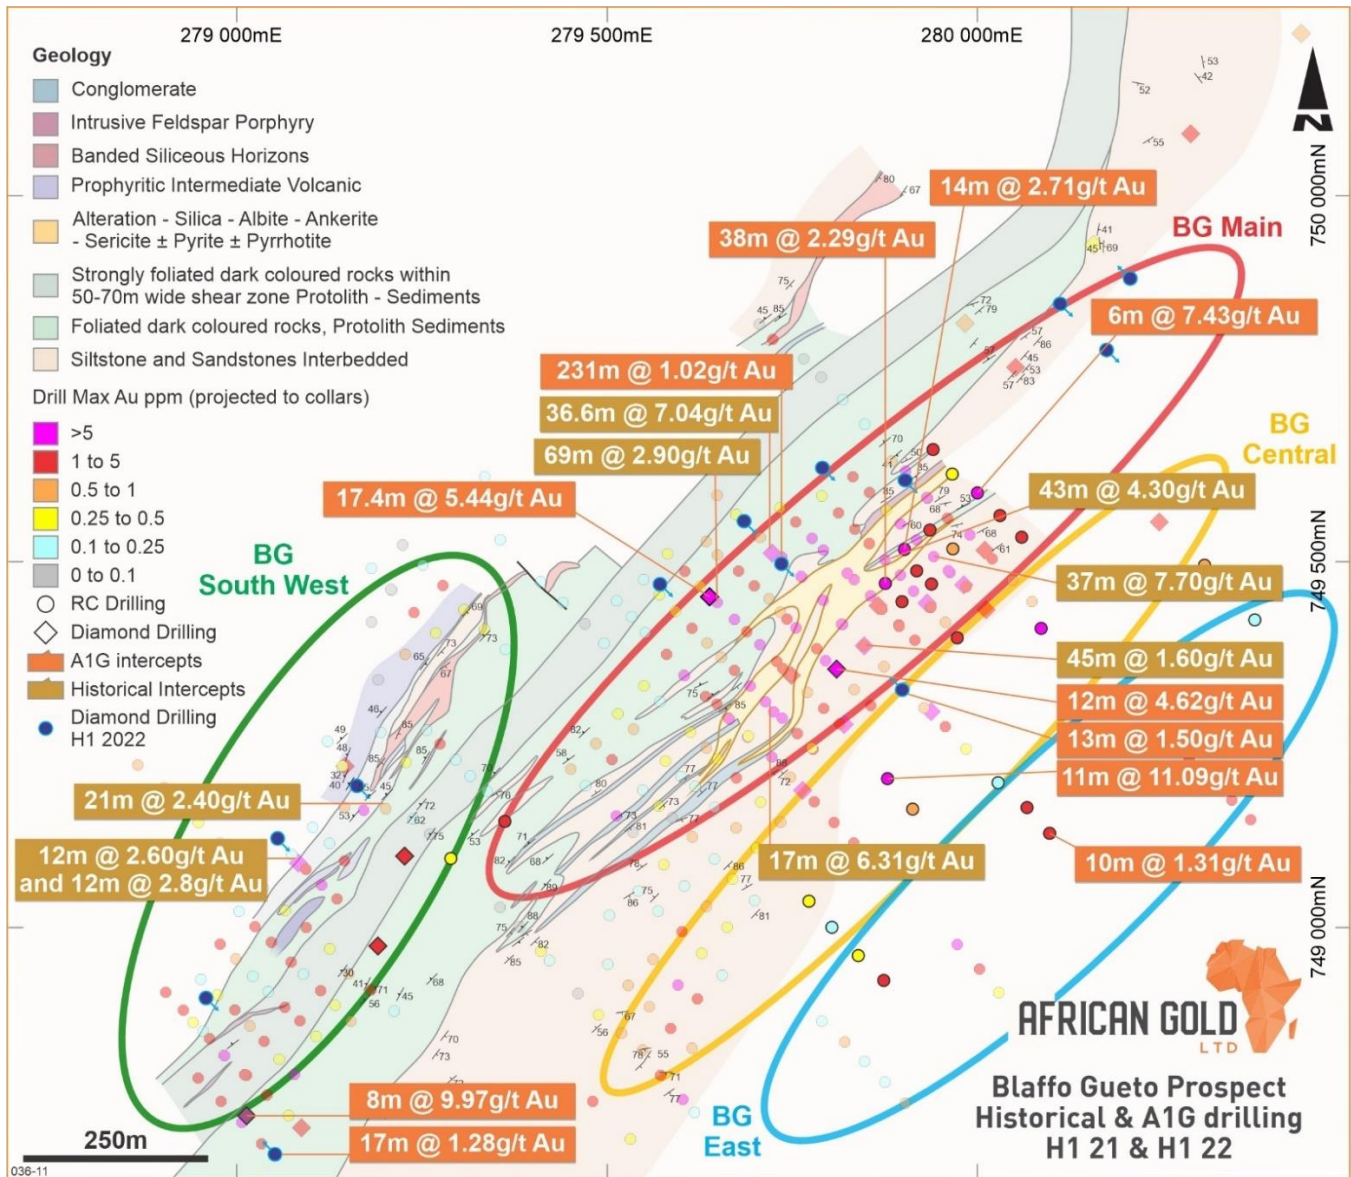 279 000mE
279 500mE
280 000mE
Geology
Conglomerate
Intrusive Feldspar Porphyry
Banded Siliceous Horizons
Prophyritic Intermediate Volcanic
Alteration - Silica - Albite - Ankerite
- Sericite ± Pyrite ± Pyrrhotite
Strongly foliated dark coloured rocks within
50-70m wide shear zone Protolith - Sediments
Foliated dark coloured rocks, Protolith Sediments
Siltstone and Sandstones Interbedded
Drill Max Au ppm (projected to collars)
>5
1 to 5
0.5 to 1
0.25 to 0.5
0.1 to 0.25
0 to 0.1
RC Drilling
Diamond Drilling
A1G intercepts
Historical Intercepts
Diamond Drilling
H1 2022
N
750 000mN
749 500mN
749 000mN
14m @ 2.71g/t Au
38m @ 2.29g/t Au
BG Main
6m @ 7.43g/t Au
231m @ 1.02g/t Au
36.6m @ 7.04g/t Au
69m @ 2.90g/t Au
17.4m @ 5.44g/t Au
BG
Central
43m @ 4.30g/t Au
37m @ 7.70g/t Au
45m @ 1.60g/t Au
12m @ 4.62g/t Au
13m @ 1.50g/t Au
11m @ 11.09g/t Au
10m @ 1.31g/t Au
17m @ 6.31g/t Au
BG
South West
21m @ 2.40g/t Au
12m @ 2.60g/t Au
and 12m @ 2.8g/t Au
8m @ 9.97g/t Au
17m @ 1.28g/t Au
BG
East
250m
036-11
AFRICAN GOLD
LTD
Blaffo Gueto Prospect
Historical & A1G drilling
H1 21 & H1 22